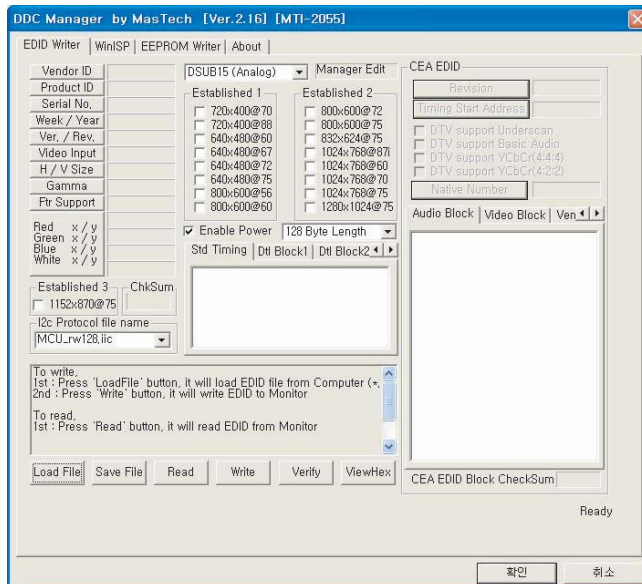 DDC Manager by MasTech [Ver.2.16] [MTI-2055]
EDID Writer WinISP EEPROM Writer About
Vendor ID
Product ID
Serial No,
Week / Year
Ver, / Rev,
Video Input
H / V Size
Gamma
Ftr Support
Red x / y
Green x / y
Blue x / y
White x / y
Established 3
1152x870@75
ChkSum
I2c Protocol file name
MCU_rw128,iic
DSUB15 (Analog)
Manager Edit
Established 1
720x400@70
720x400@88
640x480@60
640x480@67
640x480@72
640x480@75
800x600@56
800x600@60
Established 2
800x600@72
800x600@75
832x624@75
1024x768@87i
1024x768@60
1024x768@70
1024x768@75
1280x1024@75
Enable Power
128 Byte Length
Std Timing Dtl Block1 Dtl Block2
CEA EDID
Revision
Timing Start Address
DTV support Underscan
DTV support Basic Audio
DTV support YCbCr(4:4:4)
DTV support YCbCr(4:2:2)
Native Number
Audio Block Video Block Ven
CEA EDID Block CheckSum
To write,
1st : Press 'LoadFile' button, it will load EDID file from Computer (*,
2nd : Press 'Write' button, it will write EDID to Monitor
To read,
1st : Press 'Read' button, it will read EDID from Monitor
Load File Save File Read Write Verify ViewHex
Ready
확인 취소